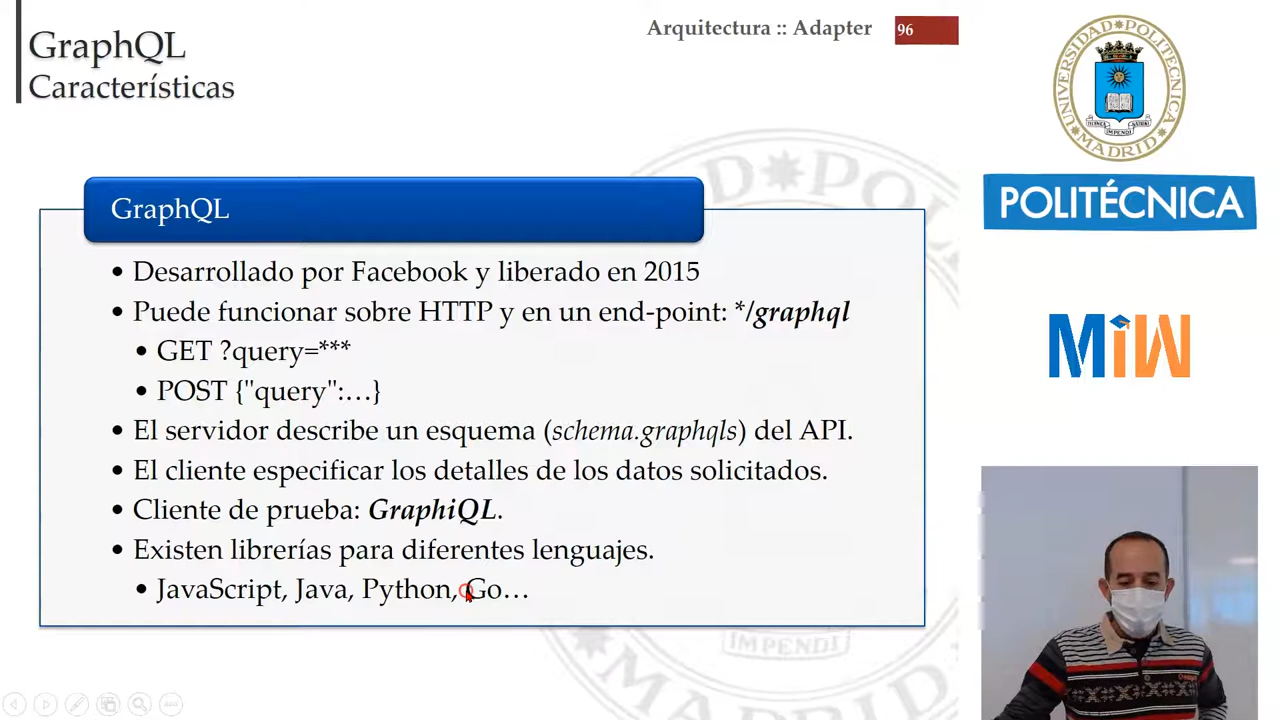 GraphQL
Características
Arquitectura :: Adapter
96
GraphQL
• Desarrollado por Facebook y liberado en 2015
• Puede funcionar sobre HTTP y en un end-point: */graphql
• GET ?query=***
• POST {"query":…}
• El servidor describe un esquema (schema.graphqls) del API.
• El cliente especificar los detalles de los datos solicitados.
• Cliente de prueba: GraphiQL.
• Existen librerías para diferentes lenguajes.
• JavaScript, Java, Python, Go…
UNIVERSIDAD POLITÉCNICA
MADRID
POLITÉCNICA
MiW
IMPENDI